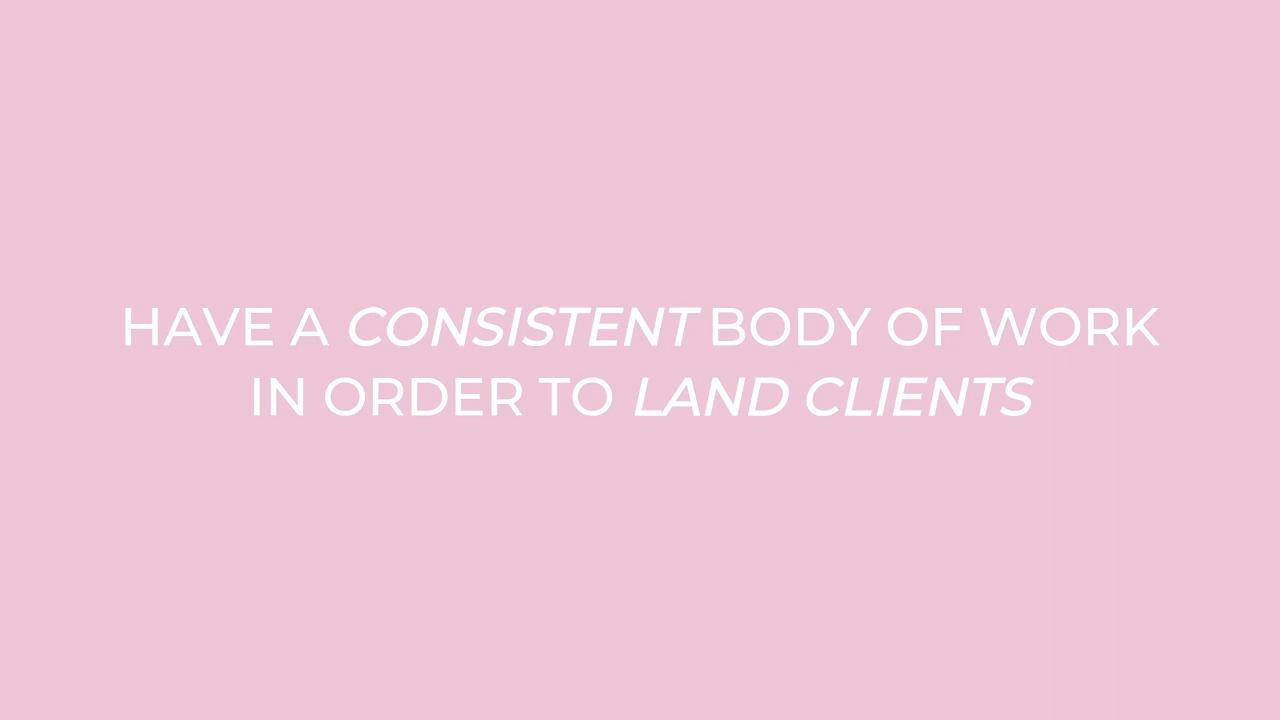 HAVE A CONSISTENT BODY OF WORK
IN ORDER TO LAND CLIENTS